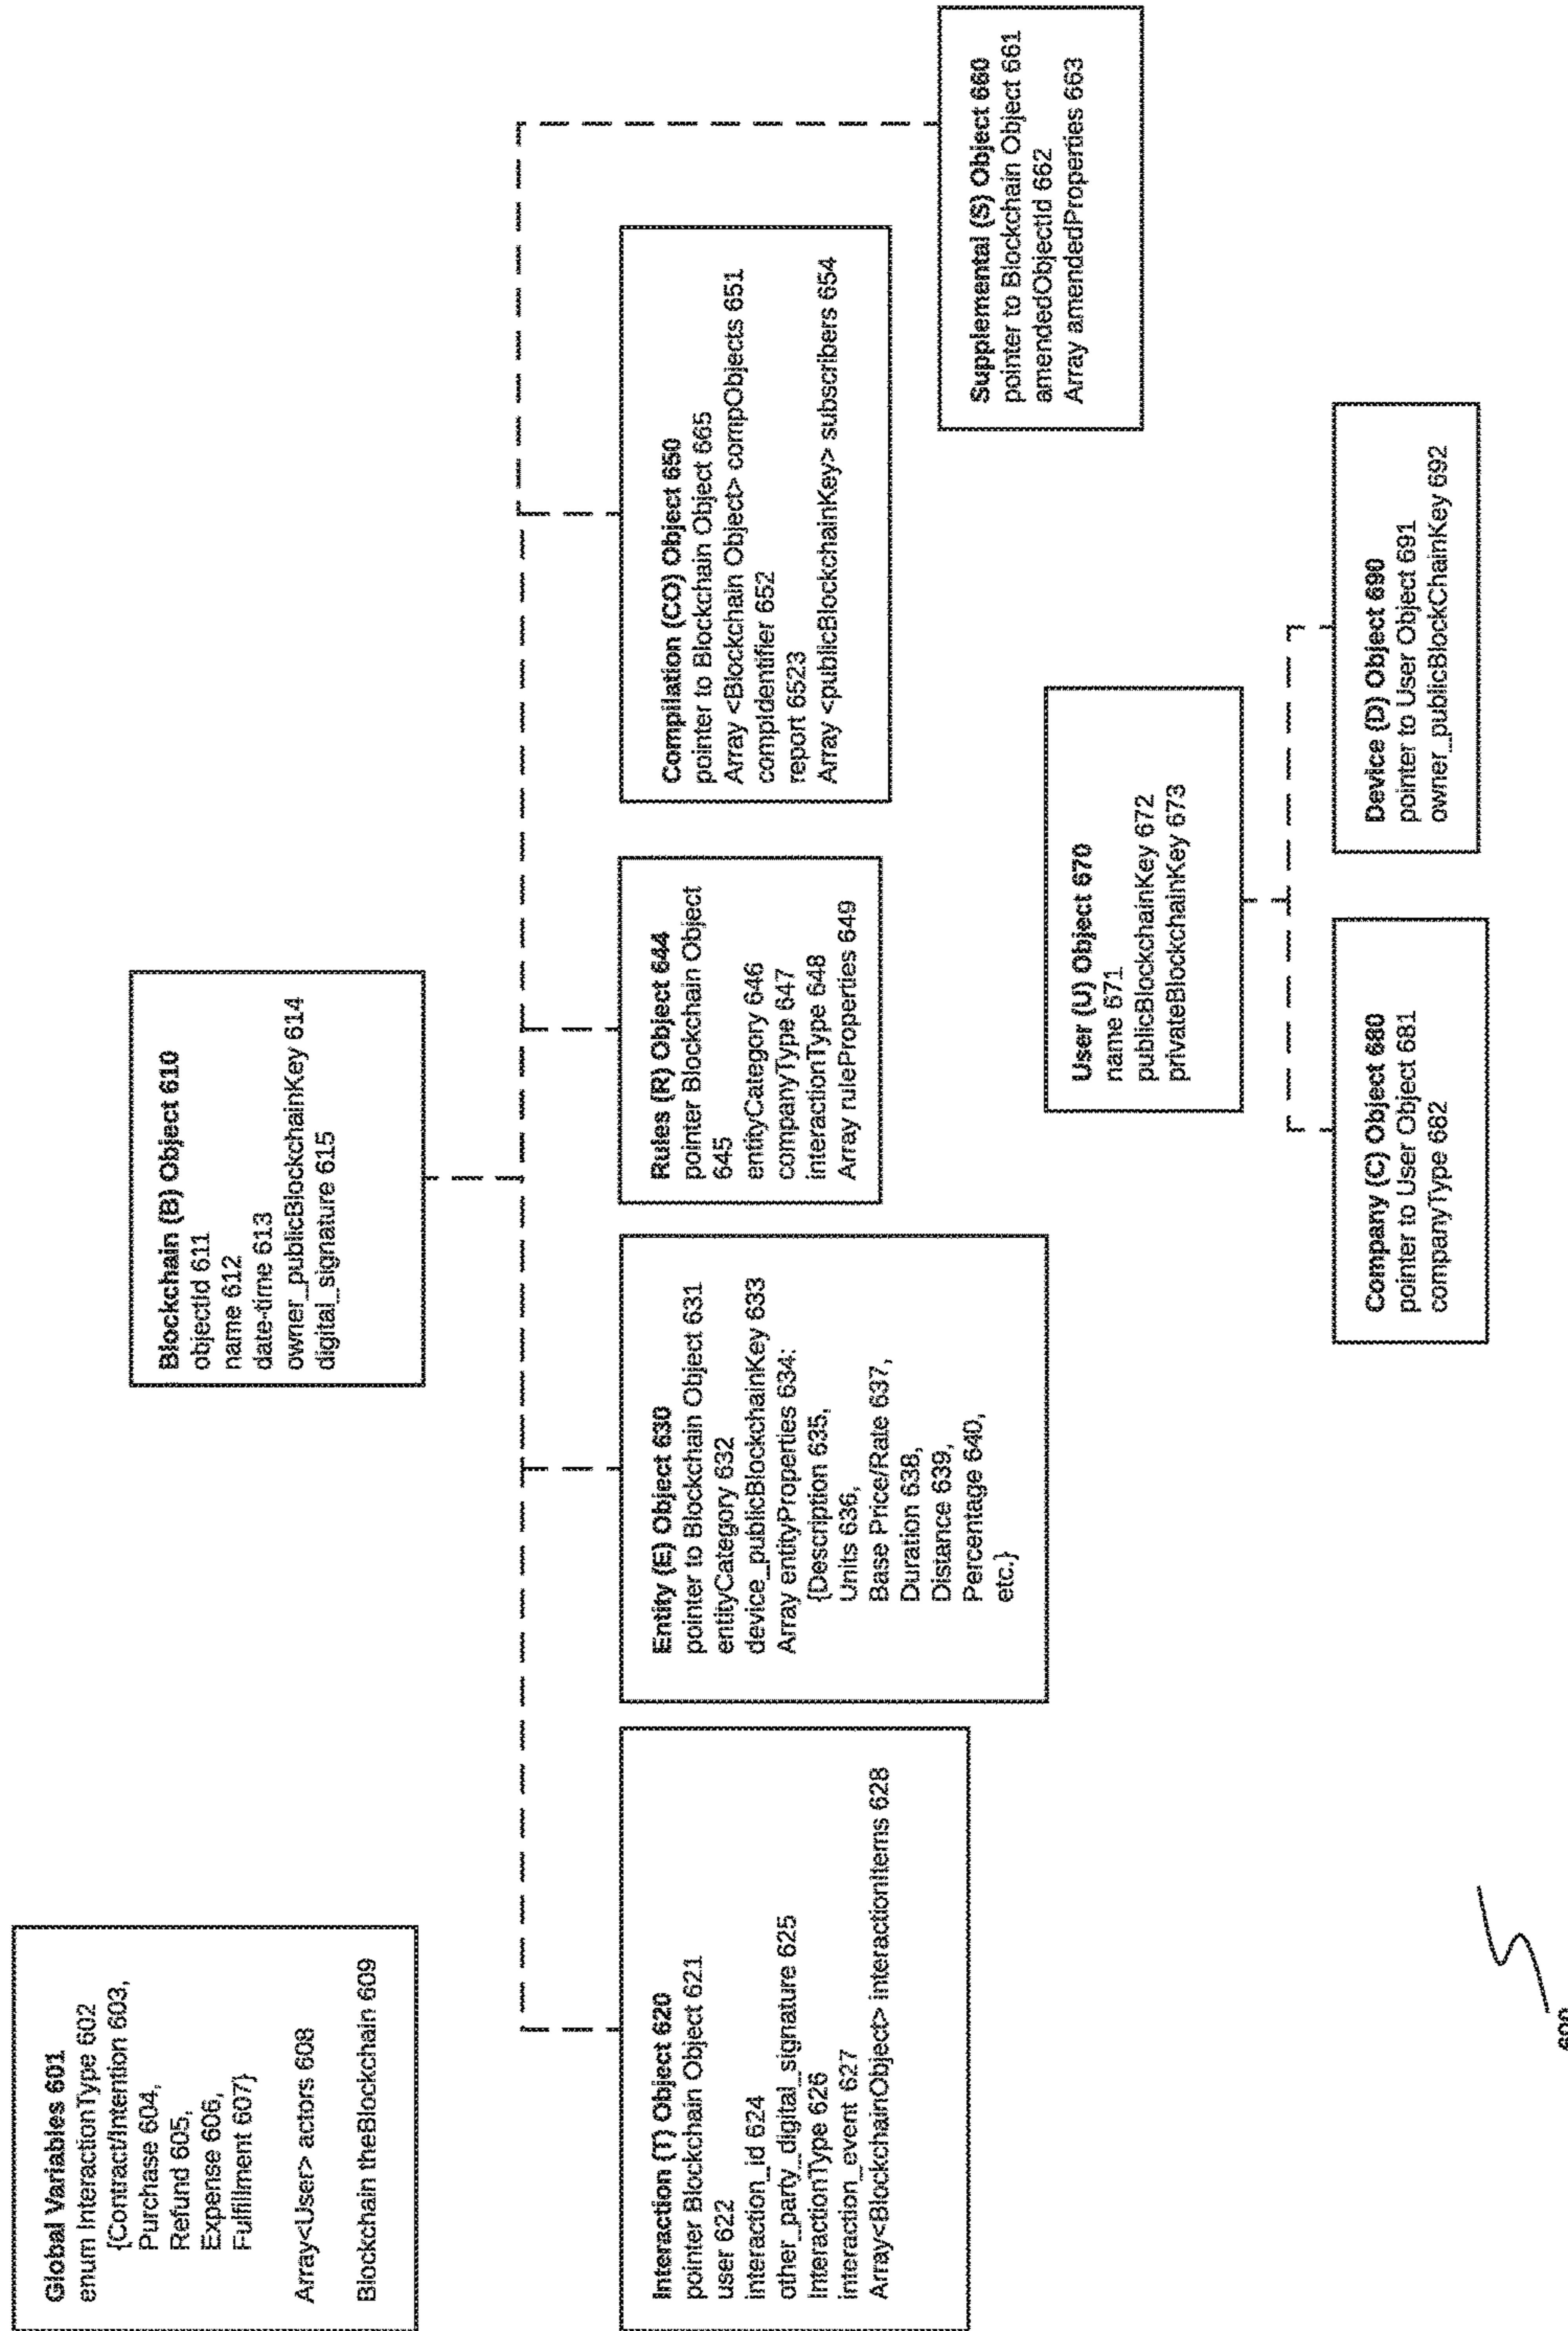 Global Variables 601
enum InteractionType 602
{Contract/Intention 603,
Purchase 604,
Refund 605,
Expense 606,
Fulfillment 607}
Array<User> actors 608
Blockchain theBlockchain 609
Blockchain (B) Object 610
objectId 611
name 612
date-time 613
owner_publicBlockchainKey 614
digital_signature 615
Interaction (T) Object 620
pointer Blockchain Object 621
user 622
interaction_id 624
other_party_digital_signature 625
InteractionType 626
interaction_event 627
Array<BlockchainObject> interactionItems 628
Entity (E) Object 630
pointer to Blockchain Object 631
entityCategory 632
device_publicBlockchainKey 633
Array entityProperties 634:
{Description 635,
Units 636,
Base Price/Rate 637,
Duration 638,
Distance 639,
Percentage 640,
etc.}
Rules (R) Object 644
pointer Blockchain Object
645
entityCategory 646
companyType 647
interactionType 648
Array ruleProperties 649
Compilation (CO) Object 650
pointer to Blockchain Object 665
Array <Blockchain Object> compObjects 651
compIdentifier 652
report 6523
Array <publicBlockchainKey> subscribers 654
Supplemental (S) Object 660
pointer to Blockchain Object 661
amendedObjectId 662
Array amendedProperties 663
User (U) Object 670
name 671
publicBlockchainKey 672
privateBlockchainKey 673
Company (C) Object 680
pointer to User Object 681
companyType 682
Device (D) Object 690
pointer to User Object 691
owner_publicBlockChainKey 692